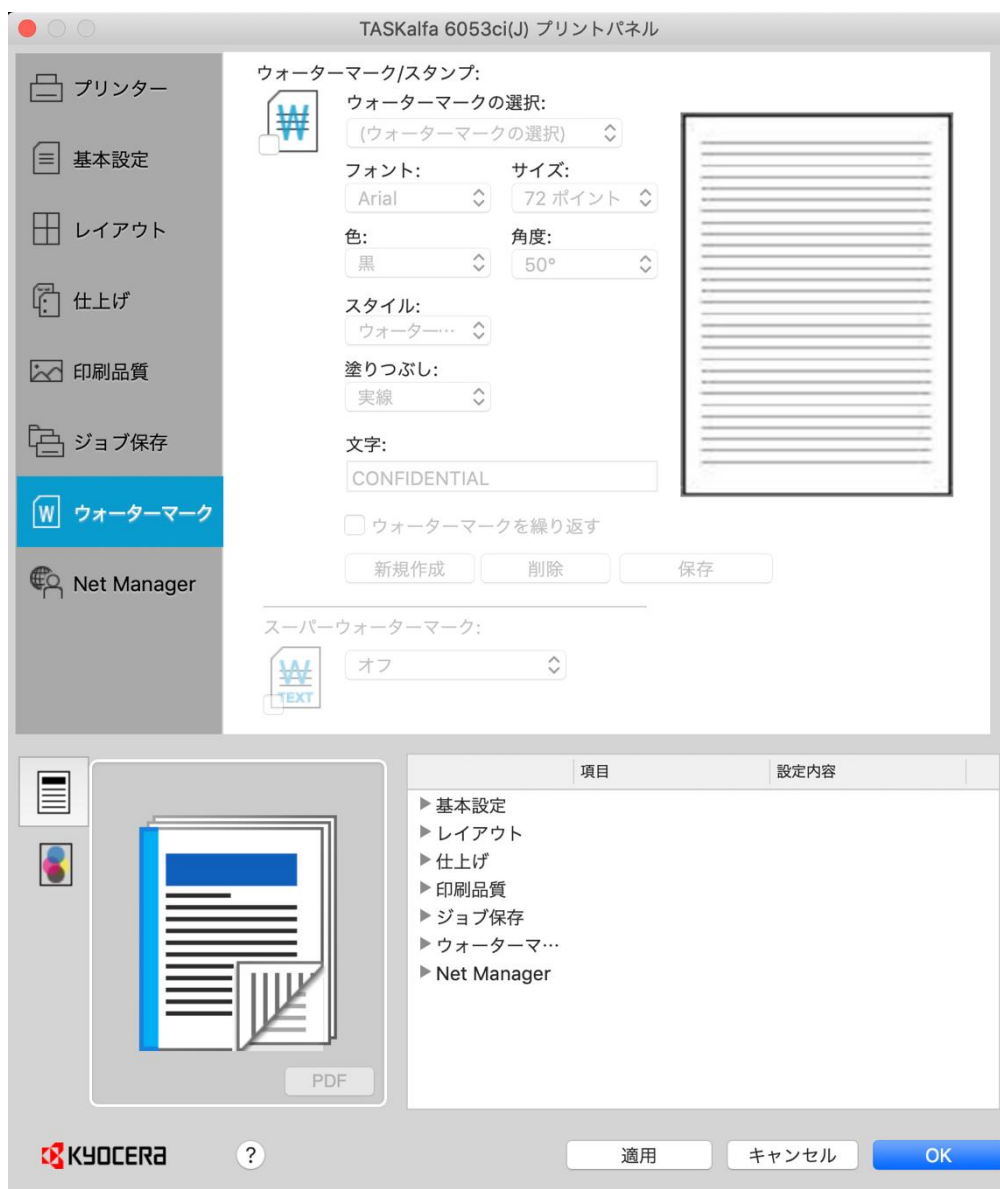 TASKalfa 6053ci(J) プリントパネル
プリンター
基本設定
レイアウト
仕上げ
印刷品質
ジョブ保存
W ウォーターマーク
Net Manager
ウォーターマーク/スタンプ:
W
ウォーターマークの選択:
(ウォーターマークの選択)
フォント: サイズ:
Arial 72 ポイント
色: 角度:
黒 50°
スタイル:
ウォーター…
塗りつぶし:
実線
文字:
CONFIDENTIAL
ウォーターマークを繰り返す
新規作成 削除 保存
スーパーウォーターマーク:
W
TEXT
オフ
PDF
項目 設定内容
基本設定
レイアウト
仕上げ
印刷品質
ジョブ保存
ウォーターマ…
Net Manager
KYOCERA ? 適用 キャンセル OK